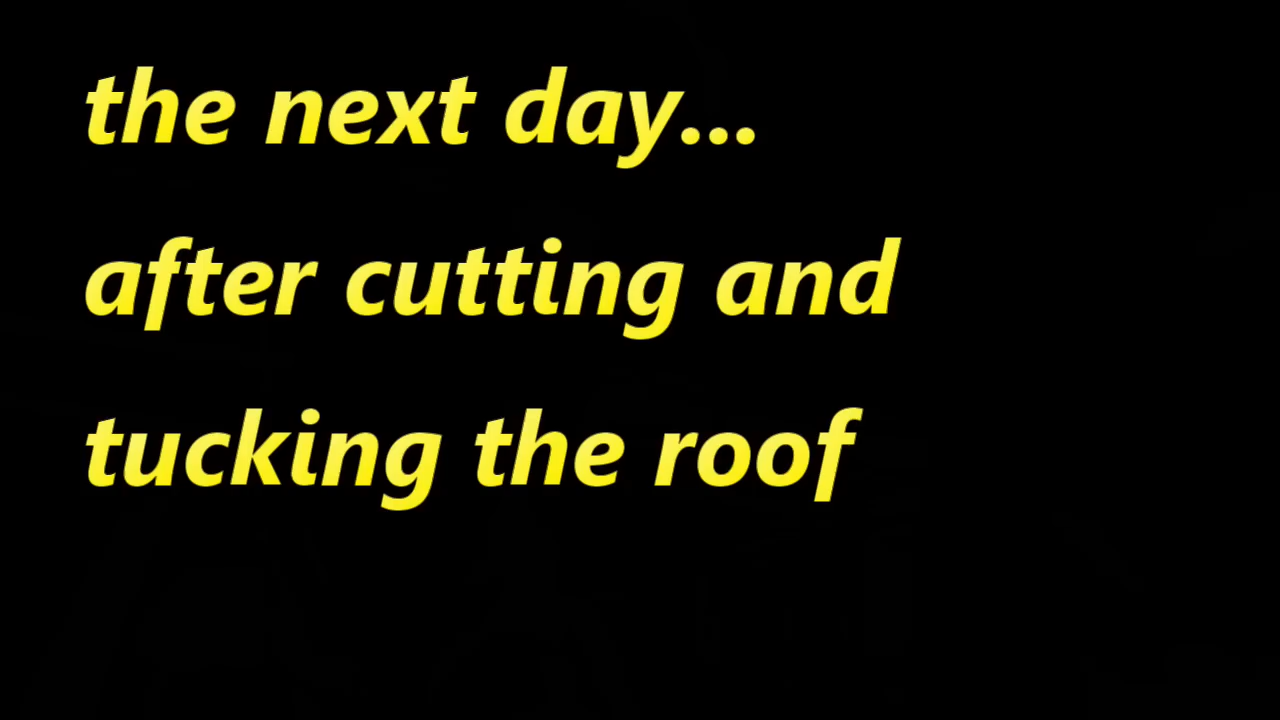 the next day...
after cutting and
tucking the roof